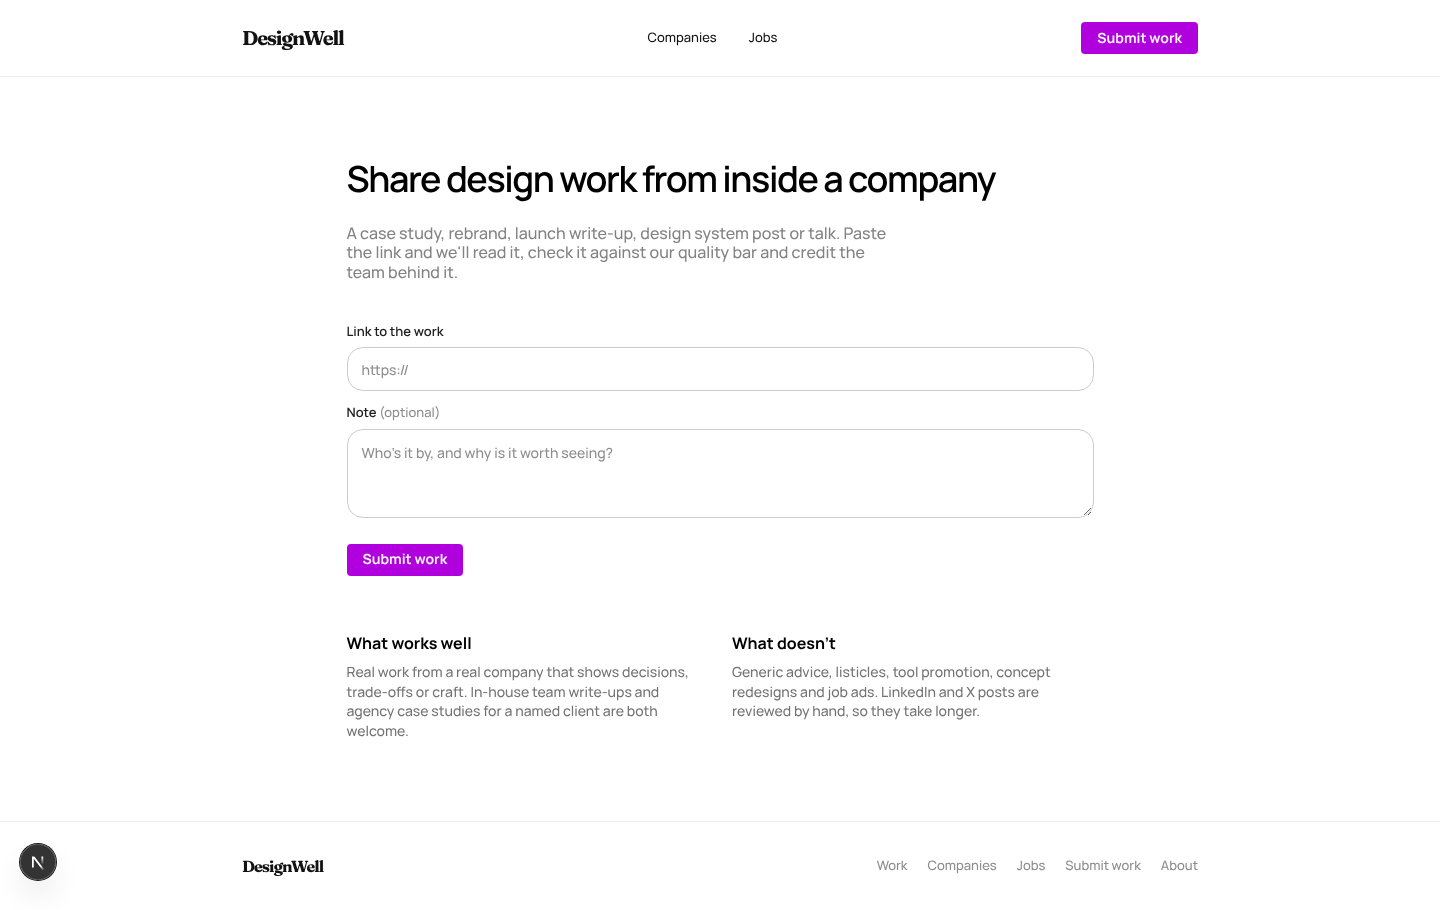 DesignWell
Companies
Jobs
Submit work
Share design work from inside a company
A case study, rebrand, launch write-up, design system post or talk. Paste
the link and we'll read it, check it against our quality bar and credit the
team behind it.
Link to the work
https://
Note (optional)
Who's it by, and why is it worth seeing?
Submit work
What works well
Real work from a real company that shows decisions,
trade-offs or craft. In-house team write-ups and
agency case studies for a named client are both
welcome.
What doesn't
Generic advice, listicles, tool promotion, concept
redesigns and job ads. LinkedIn and X posts are
reviewed by hand, so they take longer.
N
DesignWell
Work
Companies
Jobs
Submit work
About